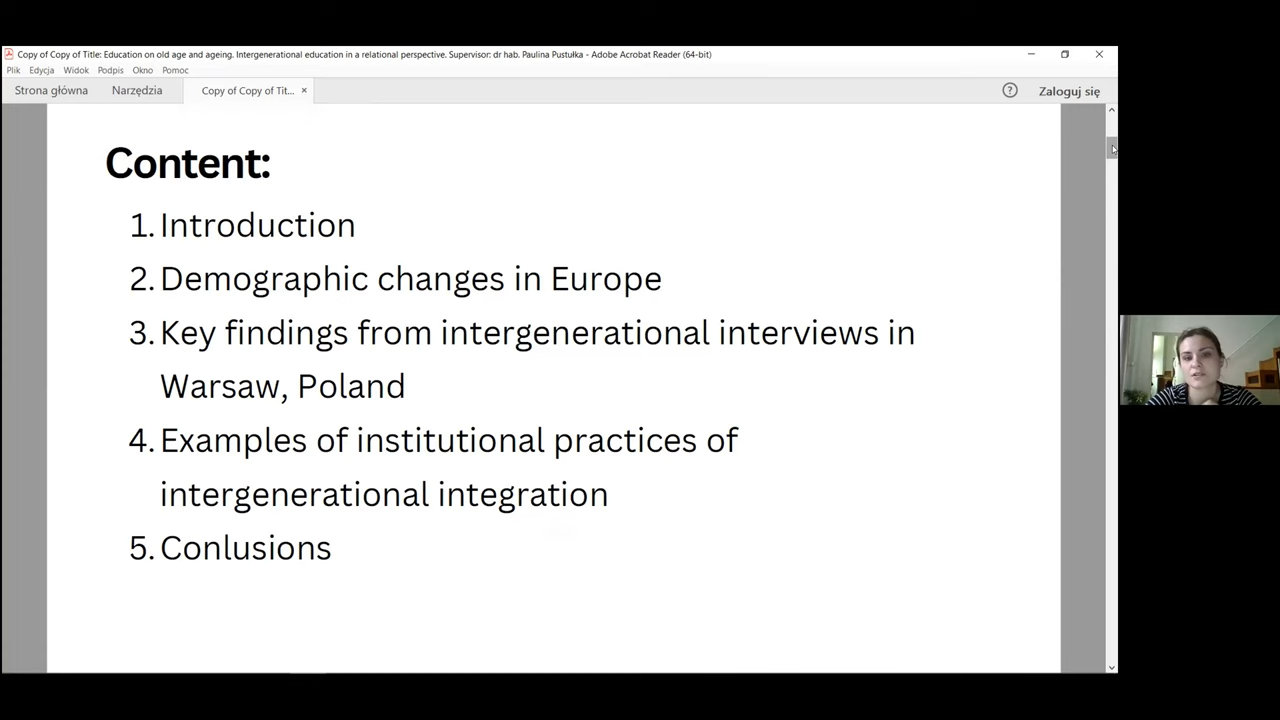 Copy of Copy of Title: Education on old age and ageing. Intergenerational education in a relational perspective. Supervisor: dr hab. Paulina Pustułka - Adobe Acrobat Reader (64-bit)
Plik Edycja Widok Podpis Okno Pomoc
Strona główna Narzędzia Copy of Copy of Tit... × ? Zaloguj się
Content:
1. Introduction
2. Demographic changes in Europe
3. Key findings from intergenerational interviews in
Warsaw, Poland
4. Examples of institutional practices of
intergenerational integration
5. Conlusions